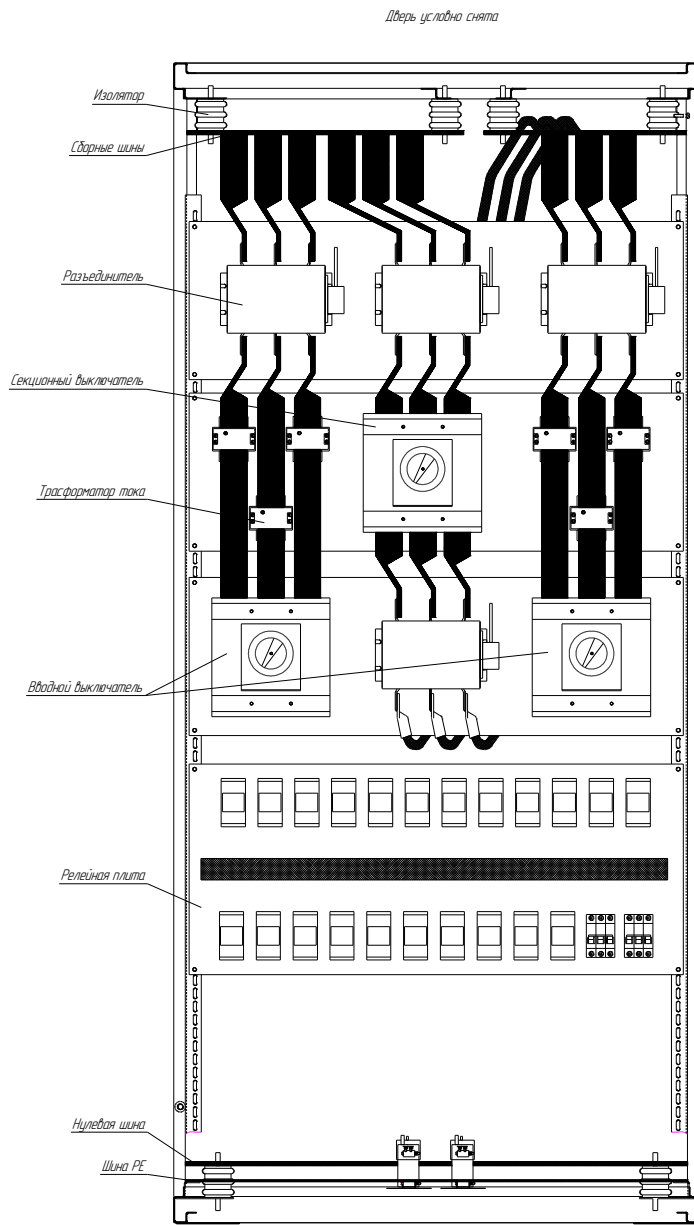 Дверь условно снята
Изолятор
Сборные шины
Разъединитель
Секционный выключатель
Трасформатор тока
Вводной выключатель
Релейная плита
Нулевая шина
Шина PE